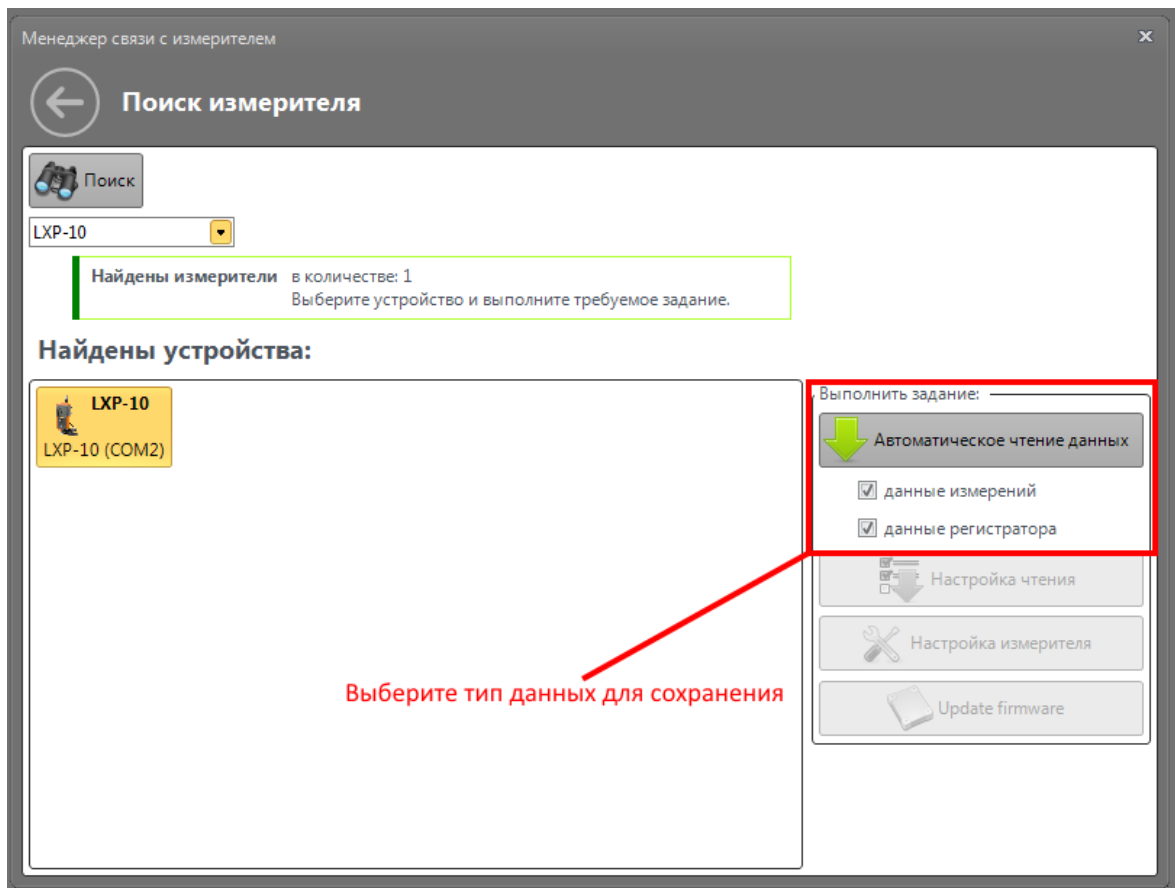 Менеджер связи с измерителем
x
Поиск измерителя
Поиск
LXP-10
Найдены измерители в количестве: 1
Выберите устройство и выполните требуемое задание.
Найдены устройства:
LXP-10
LXP-10 (COM2)
Выполнить задание:
Автоматическое чтение данных
данные измерений
данные регистратора
Настройка чтения
Настройка измерителя
Update firmware
Выберите тип данных для сохранения